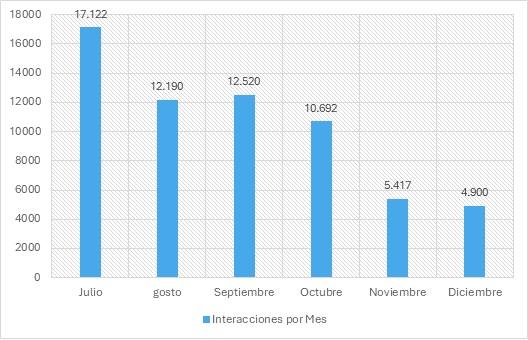 18000
16000
14000
12000
10000
8000
6000
4000
2000
0
17.122
12.190
12.520
10.692
5.417
4.900
Julio
gosto
Septiembre
Octubre
Noviembre
Diciembre
Interacciones por Mes